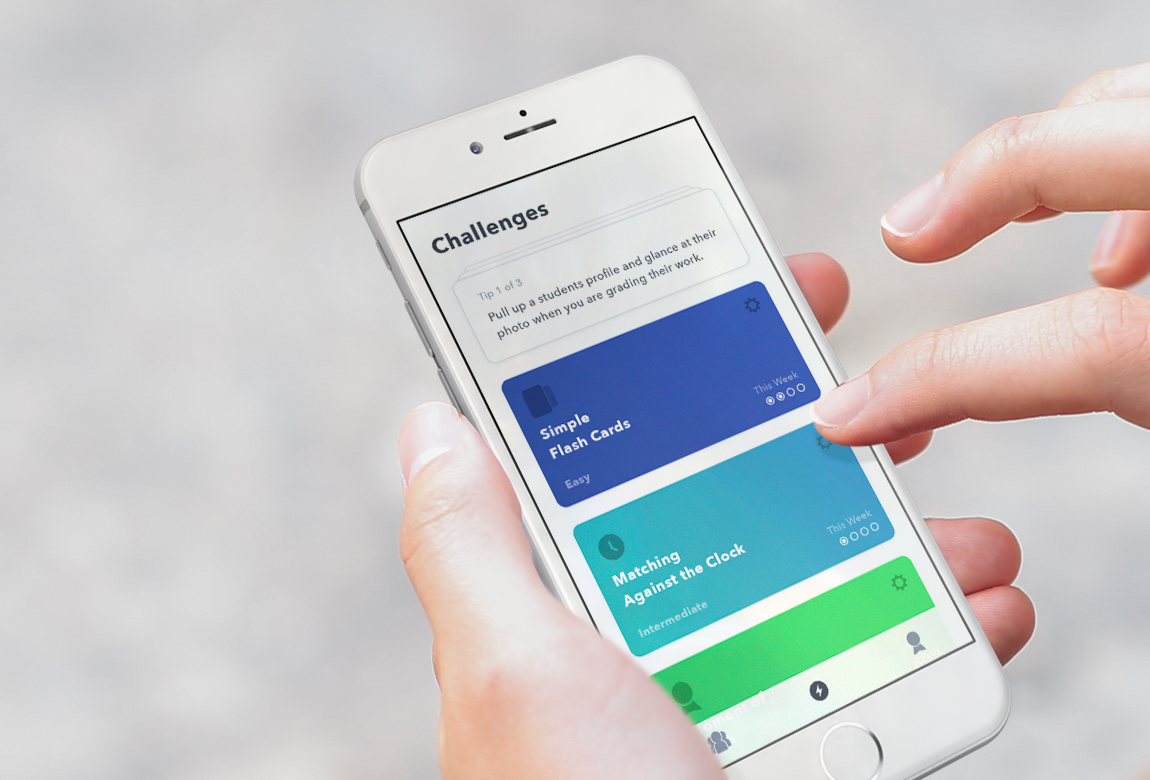 Challenges
Tip 1 of 3
Pull up a students profile and glance at their
photo when you are grading their work.
Simple
Flash Cards
This Week
Easy
Matching
Against the Clock
This Week
Intermediate